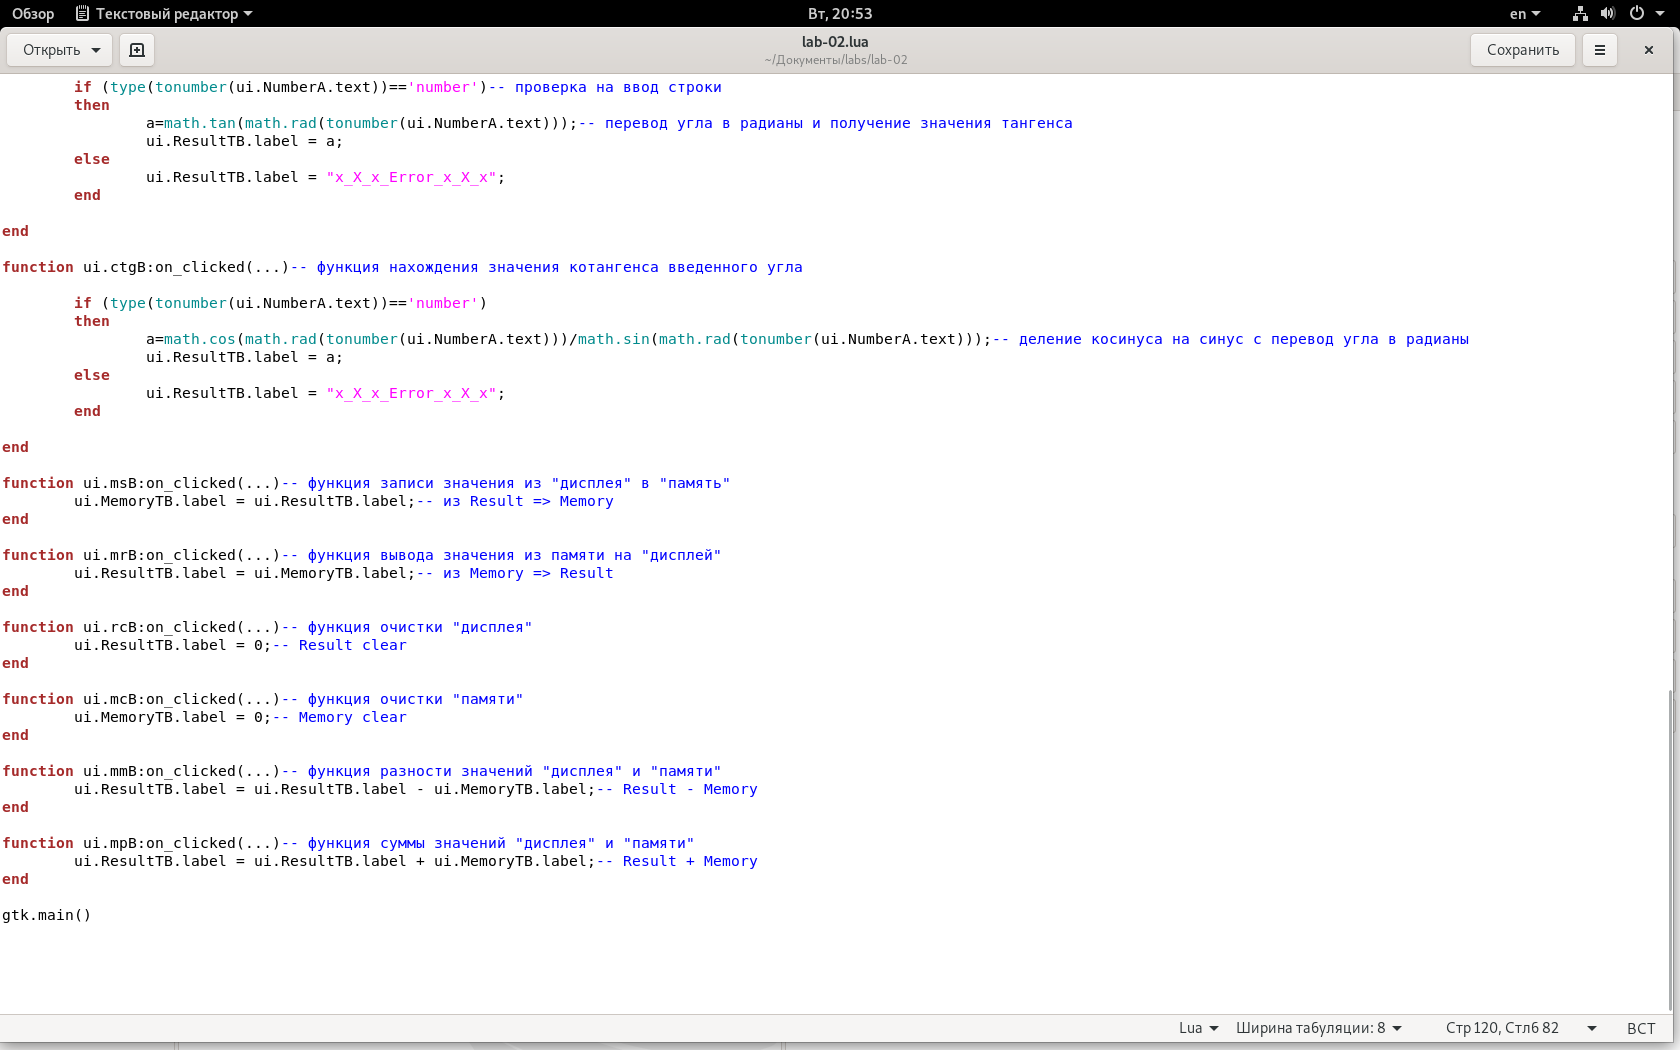 Обзор Текстовый редактор Вт, 20:53 en
Открыть lab-02.lua Сохранить
~/Документы/labs/lab-02
if (type(tonumber(ui.NumberA.text))=='number')-- проверка на ввод строки
then
a=math.tan(math.rad(tonumber(ui.NumberA.text)));-- перевод угла в радианы и получение значения тангенса
ui.ResultTB.label = a;
else
ui.ResultTB.label = "x_X_x_Error_x_X_x";
end
end
function ui.ctgB:on_clicked(...)-- функция нахождения значения котангенса введенного угла
if (type(tonumber(ui.NumberA.text))=='number')
then
a=math.cos(math.rad(tonumber(ui.NumberA.text)))/math.sin(math.rad(tonumber(ui.NumberA.text)));-- деление косинуса на синус с перевод угла в радианы
ui.ResultTB.label = a;
else
ui.ResultTB.label = "x_X_x_Error_x_X_x";
end
end
function ui.msB:on_clicked(...)-- функция записи значения из "дисплея" в "память"
ui.MemoryTB.label = ui.ResultTB.label;-- из Result => Memory
end
function ui.mrB:on_clicked(...)-- функция вывода значения из памяти на "дисплей"
ui.ResultTB.label = ui.MemoryTB.label;-- из Memory => Result
end
function ui.rcB:on_clicked(...)-- функция очистки "дисплея"
ui.ResultTB.label = 0;-- Result clear
end
function ui.mcB:on_clicked(...)-- функция очистки "памяти"
ui.MemoryTB.label = 0;-- Memory clear
end
function ui.mmB:on_clicked(...)-- функция разности значений "дисплея" и "памяти"
ui.ResultTB.label = ui.ResultTB.label - ui.MemoryTB.label;-- Result - Memory
end
function ui.mpB:on_clicked(...)-- функция суммы значений "дисплея" и "памяти"
ui.ResultTB.label = ui.ResultTB.label + ui.MemoryTB.label;-- Result + Memory
end
gtk.main()
Lua Ширина табуляции: 8 Стр 120, Стлб 82 ВСТ